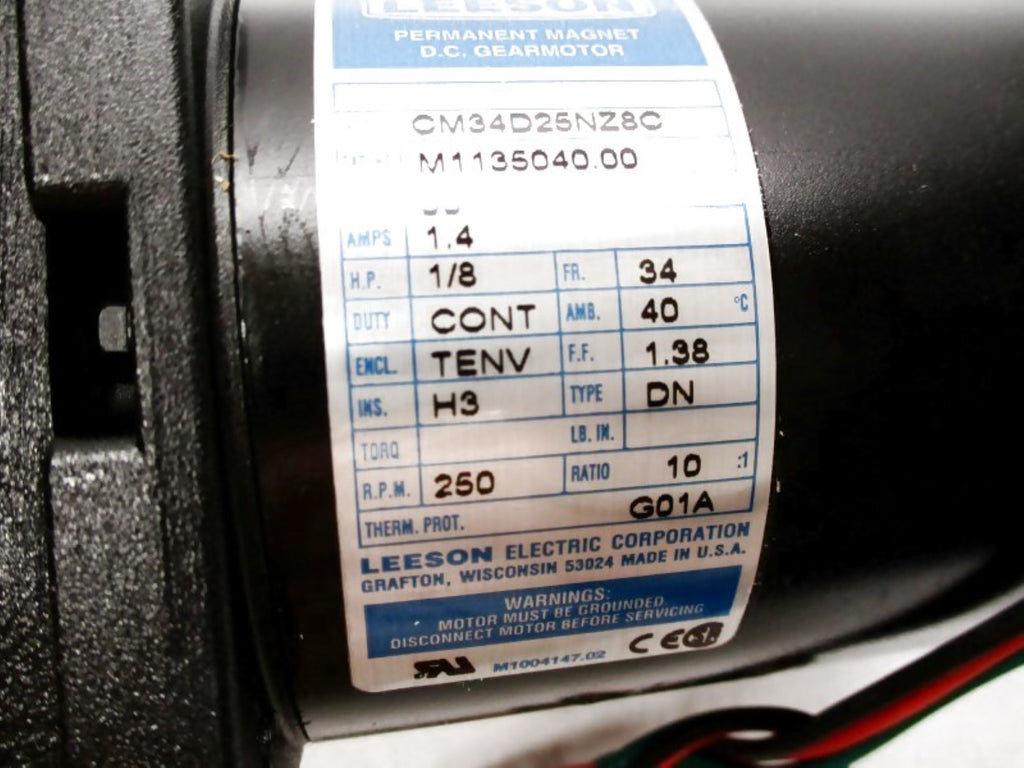 LEESON
PERMANENT MAGNET
D.C. GEARMOTOR
CM34D25NZ8C
M1135040.00
AMPS 1.4
H.P. 1/8 FR. 34
DUTY CONT AMB. 40 °C
ENCL. TENV F.F. 1.38
INS. H3 TYPE DN
TORQ LB. IN.
R.P.M. 250 RATIO 10 :1
THERM. PROT. G01A
LEESON ELECTRIC CORPORATION
GRAFTON, WISCONSIN 53024 MADE IN U.S.A.
WARNINGS:
MOTOR MUST BE GROUNDED
DISCONNECT MOTOR BEFORE SERVICING
M1004147.02 CE